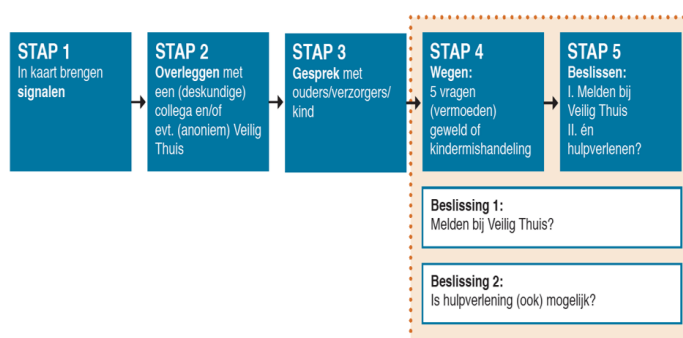 STAP 1
In kaart brengen
signalen
STAP 2
Overleggen met
een (deskundige)
collega en/of
evt. (anoniem) Veilig
Thuis
STAP 3
Gesprek met
ouders/verzorgers/
kind
STAP 4
Wegen:
5 vragen
(vermoeden)
geweld of
kindermishandeling
STAP 5
Beslissen:
I. Melden bij
Veilig Thuis
II. én
hulpverlenen?
Beslissing 1:
Melden bij Veilig Thuis?
Beslissing 2:
Is hulpverlening (ook) mogelijk?